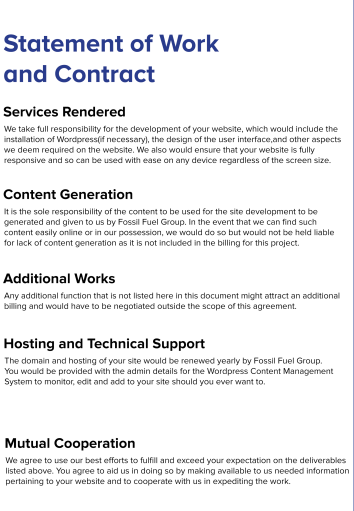 Statement of Work
and Contract
Services Rendered
We take full responsibility for the development of your website, which would include the
installation of Wordpress(if necessary), the design of the user interface,and other aspects
we deem required on the website. We also would ensure that your website is fully
responsive and so can be used with ease on any device regardless of the screen size.
Content Generation
It is the sole responsibility of the content to be used for the site development to be
generated and given to us by Fossil Fuel Group. In the event that we can find such
content easily online or in our possession, we would do so but would not be held liable
for lack of content generation as it is not included in the billing for this project.
Additional Works
Any additional function that is not listed here in this document might attract an additional
billing and would have to be negotiated outside the scope of this agreement.
Hosting and Technical Support
The domain and hosting of your site would be renewed yearly by Fossil Fuel Group.
You would be provided with the admin details for the Wordpress Content Management
System to monitor, edit and add to your site should you ever want to.
Mutual Cooperation
We agree to use our best efforts to fulfill and exceed your expectation on the deliverables
listed above. You agree to aid us in doing so by making available to us needed information
pertaining to your website and to cooperate with us in expediting the work.